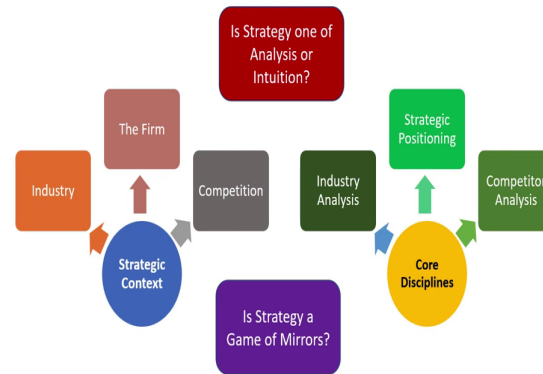 Is Strategy one of
Analysis or
Intuition?
The Firm
Strategic
Positioning
Industry
Competition
Industry
Analysis
Competitor
Analysis
Strategic
Context
Core
Disciplines
Is Strategy a
Game of Mirrors?